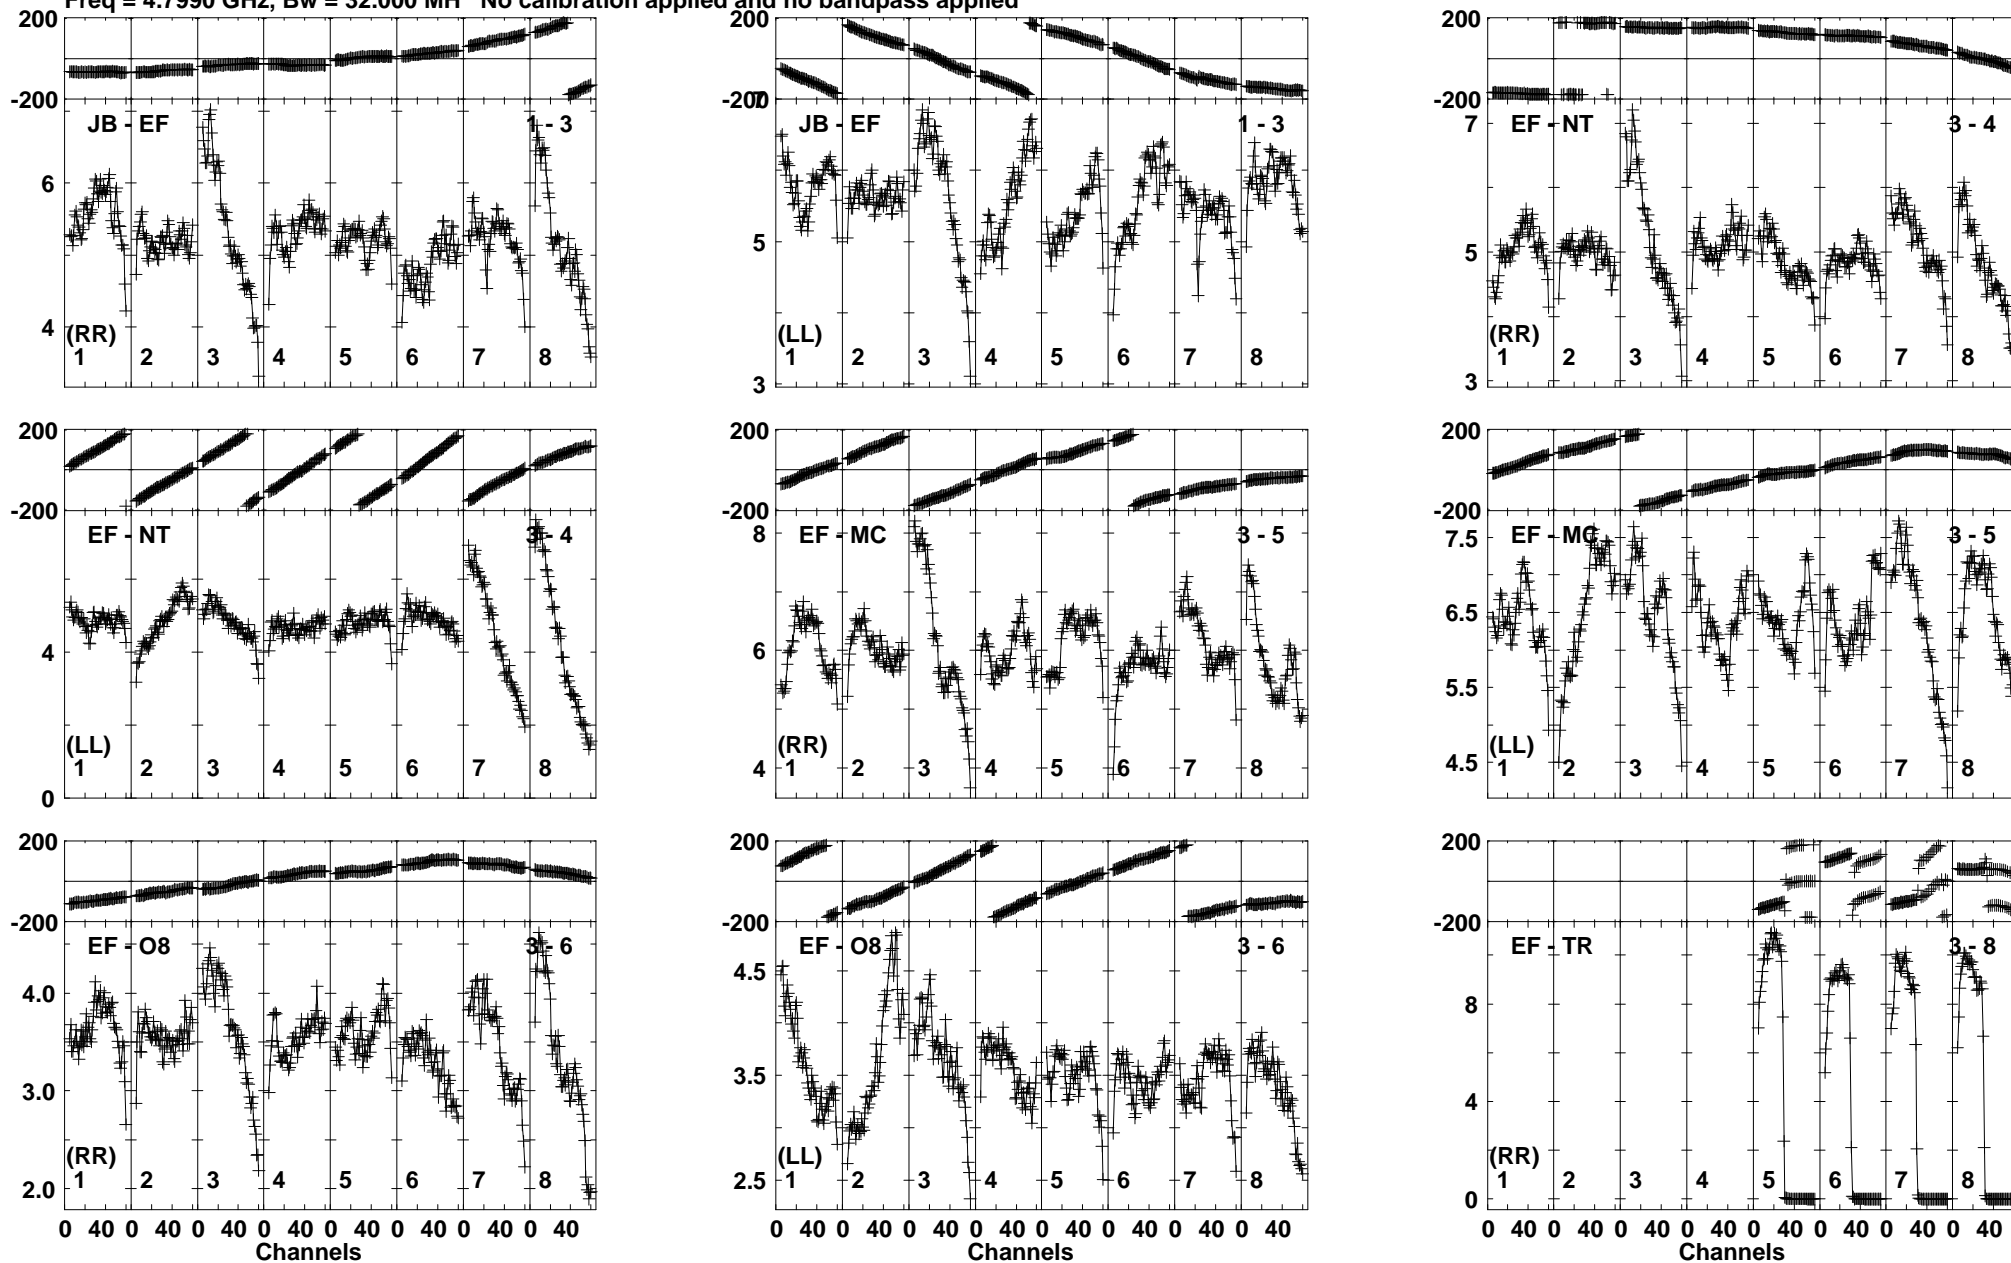 Freq = 4.7990 GHz, Bw = 32.000 MH No calibration applied and no bandpass applied
200
-200
JB - EF
1 - 3
6
4
(RR)
1 2 3 4 5 6 7 8
200
-200
7
JB - EF
1 - 3
5
3
(LL)
1 2 3 4 5 6 7 8
200
-200
7
EF - NT
3 - 4
5
3
(RR)
1 2 3 4 5 6 7 8
200
-200
EF - NT
3 - 4
4
0
(LL)
1 2 3 4 5 6 7 8
200
-200
8
EF - MC
3 - 5
6
4
(RR)
1 2 3 4 5 6 7 8
200
-200
7.5
EF - MC
3 - 5
6.5
5.5
4.5
(LL)
1 2 3 4 5 6 7 8
200
-200
EF - O8
3 - 6
4.0
3.0
2.0
(RR)
1 2 3 4 5 6 7 8
0 40 0 40 0 40 0 40 0 40 0 40 0 40 0 40
Channels
200
-200
EF - O8
3 - 6
4.5
3.5
2.5
(LL)
1 2 3 4 5 6 7 8
0 40 0 40 0 40 0 40 0 40 0 40 0 40 0 40
Channels
200
-200
EF - TR
3 - 8
8
4
0
(RR)
1 2 3 4 5 6 7 8
0 40 0 40 0 40 0 40 0 40 0 40 0 40 0 40
Channels